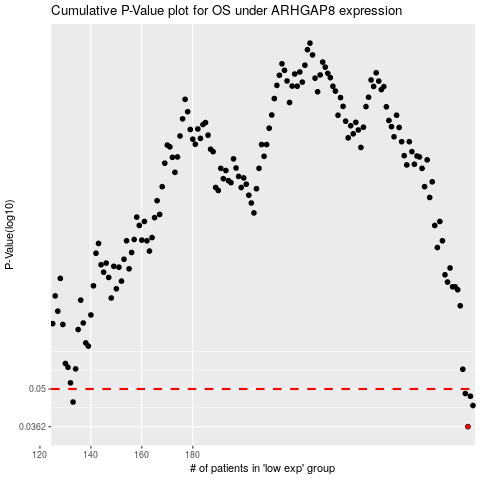 Cumulative P-Value plot for OS under ARHGAP8 expression
P-Value(log10)
0.05
0.0362
120 140 160 180
# of patients in 'low exp' group